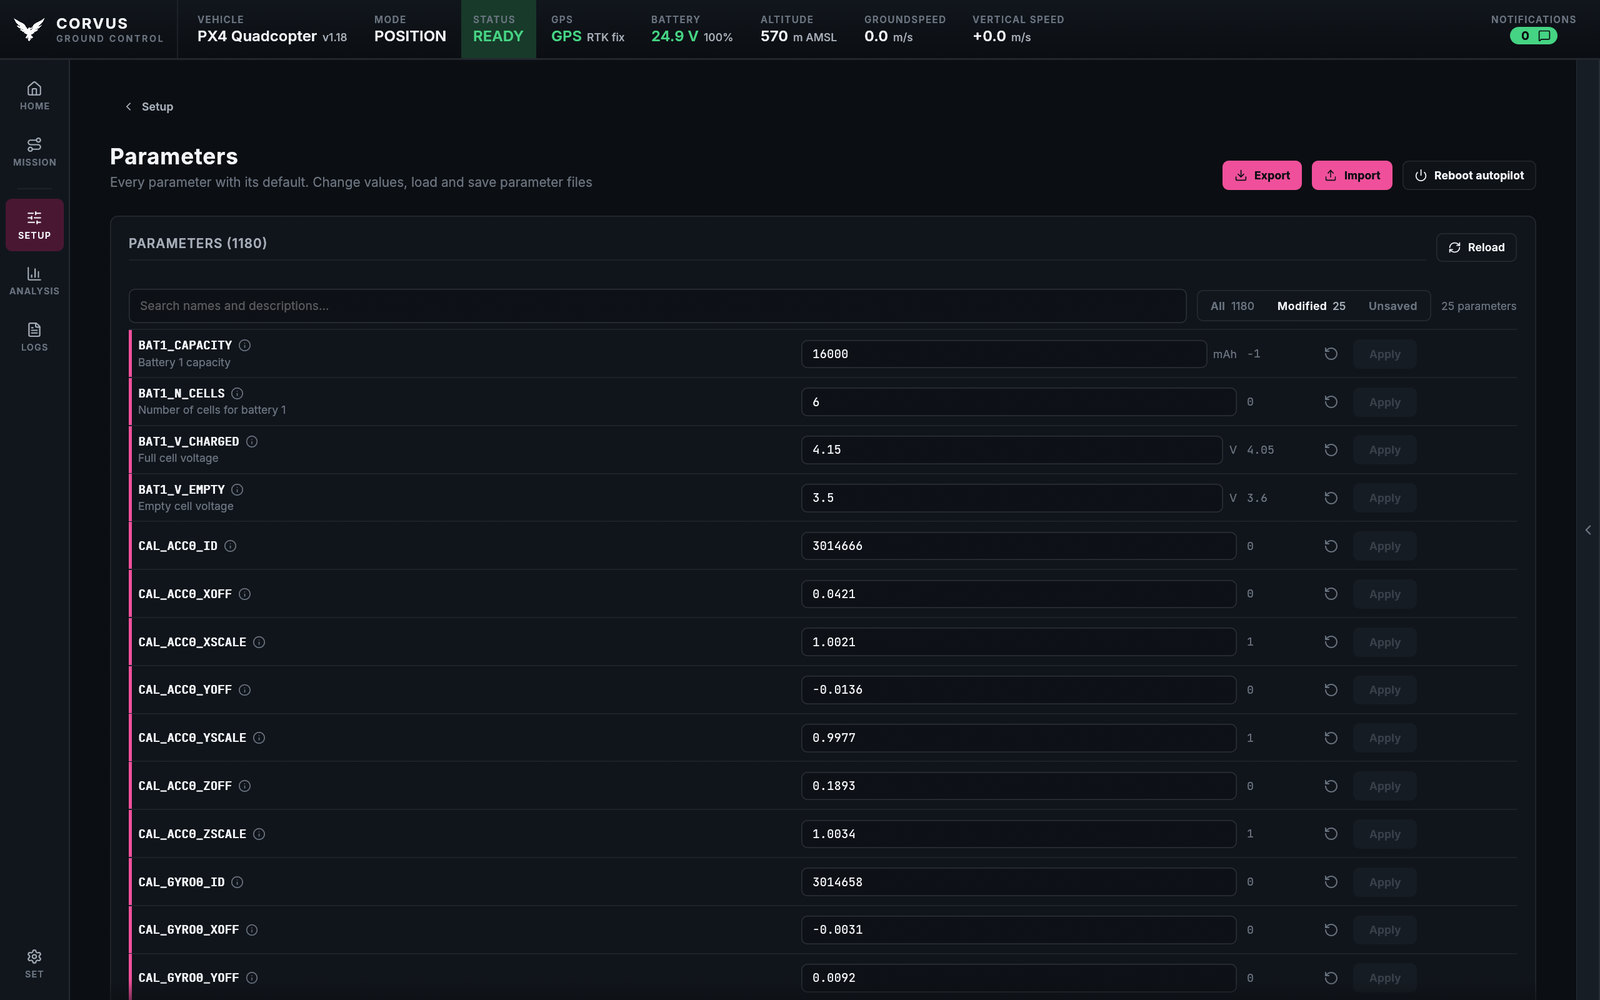 CORVUS
GROUND CONTROL
VEHICLE
PX4 Quadcopter v1.18
MODE
POSITION
STATUS
READY
GPS
GPS RTK fix
BATTERY
24.9 V 100%
ALTITUDE
570 m AMSL
GROUNDSPEED
0.0 m/s
VERTICAL SPEED
+0.0 m/s
NOTIFICATIONS
0
HOME
MISSION
SETUP
ANALYSIS
LOGS
SET
Setup
Parameters
Every parameter with its default. Change values, load and save parameter files
Export
Import
Reboot autopilot
PARAMETERS (1180)
Reload
Search names and descriptions...
All 1180
Modified 25
Unsaved
25 parameters
BAT1_CAPACITY
Battery 1 capacity
16000 mAh -1 Apply
BAT1_N_CELLS
Number of cells for battery 1
6 0 Apply
BAT1_V_CHARGED
Full cell voltage
4.15 V 4.05 Apply
BAT1_V_EMPTY
Empty cell voltage
3.5 V 3.6 Apply
CAL_ACC0_ID 3014666 0 Apply
CAL_ACC0_XOFF 0.0421 0 Apply
CAL_ACC0_XSCALE 1.0021 1 Apply
CAL_ACC0_YOFF -0.0136 0 Apply
CAL_ACC0_YSCALE 0.9977 1 Apply
CAL_ACC0_ZOFF 0.1893 0 Apply
CAL_ACC0_ZSCALE 1.0034 1 Apply
CAL_GYRO0_ID 3014658 0 Apply
CAL_GYRO0_XOFF -0.0031 0 Apply
CAL_GYRO0_YOFF 0.0092 0 Apply